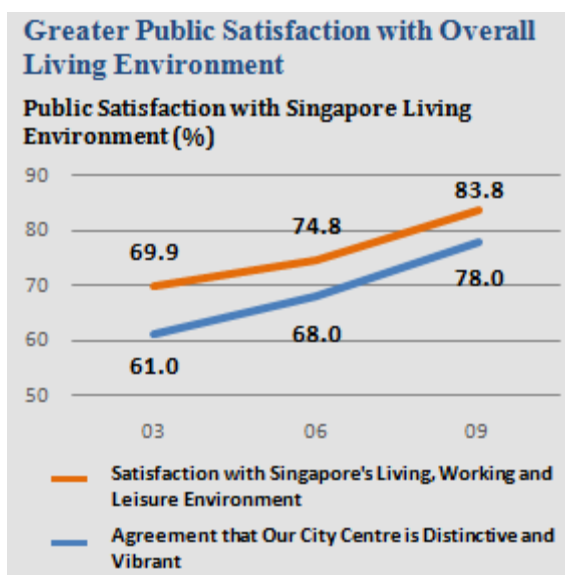 Greater Public Satisfaction with Overall
Living Environment
Public Satisfaction with Singapore Living
Environment (%)
90
83.8
80
74.8
69.9
70
78.0
60
68.0
61.0
50
03 06 09
Satisfaction with Singapore's Living, Working and
Leisure Environment
Agreement that Our City Centre is Distinctive and
Vibrant